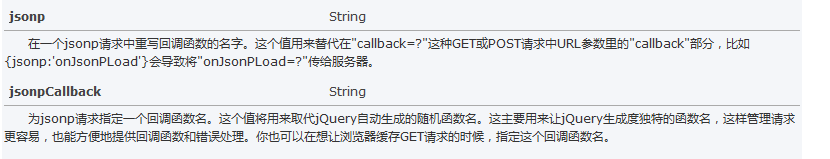 jsonp String
在一个jsonp请求中重写回调函数的名字。这个值用来替代在"callback=?"这种GET或POST请求中URL参数里的"callback"部分，比如
{jsonp:'onJsonPLoad'}会导致将"onJsonPLoad=?"传给服务器。
jsonpCallback String
为jsonp请求指定一个回调函数名。这个值将用来取代jQuery自动生成的随机函数名。这主要用来让jQuery生成度独特的函数名，这样管理请求
更容易，也能方便地提供回调函数和错误处理。你也可以在想让浏览器缓存GET请求的时候，指定这个回调函数名。